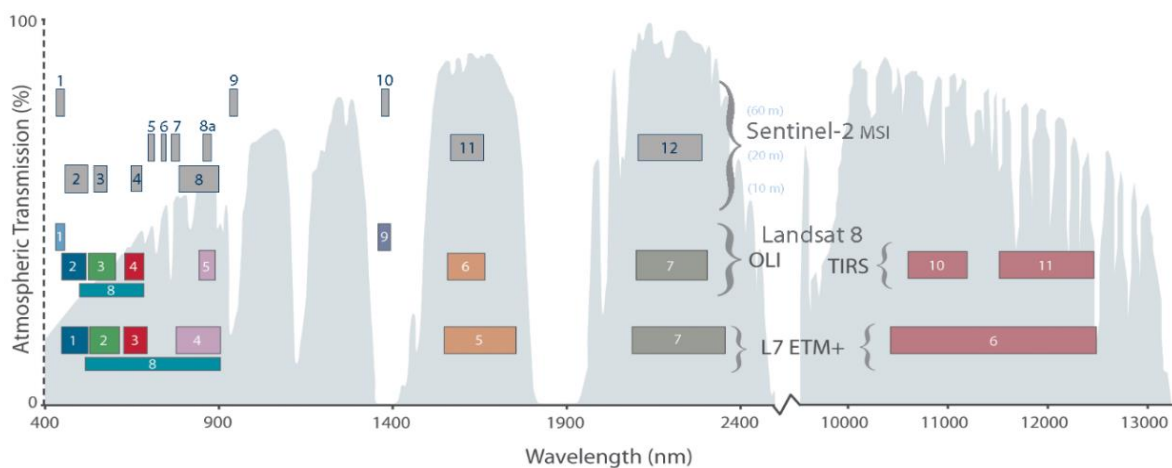 100
Atmospheric Transmission (%)
0
1 9 10
5 6 7 8a
11 12
2 3 4 8
(60 m)
Sentinel-2 MSI
(20 m)
(10 m)
1 9
Landsat 8
OLI
TIRS
2 3 4 5 6 7 10 11
8
1 2 3 4 5 7 L7 ETM+ 6
8
400 900 1400 1900 2400 10000 11000 12000 13000
Wavelength (nm)